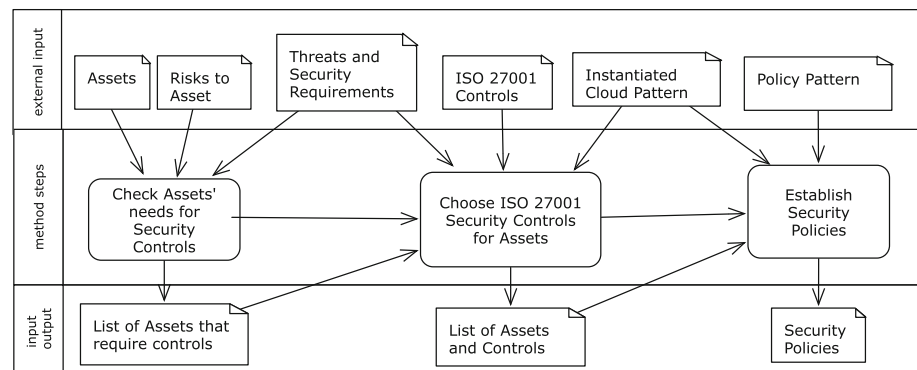 external input
Assets
Risks to
Asset
Threats and
Security
Requirements
ISO 27001
Controls
Instantiated
Cloud Pattern
Policy Pattern
method steps
Check Assets'
needs for
Security
Controls
Choose ISO 27001
Security Controls
for Assets
Establish
Security
Policies
input
output
List of Assets that
require controls
List of Assets
and Controls
Security
Policies